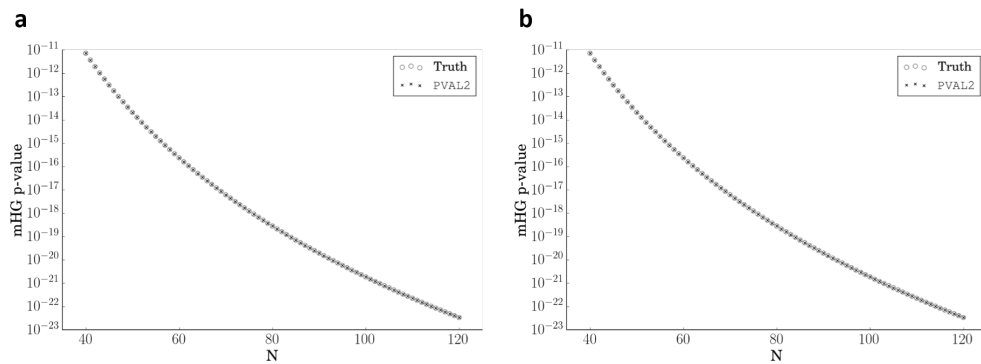 a
mHG p-value
10⁻¹¹
10⁻¹²
10⁻¹³
10⁻¹⁴
10⁻¹⁵
10⁻¹⁶
10⁻¹⁷
10⁻¹⁸
10⁻¹⁹
10⁻²⁰
10⁻²¹
10⁻²²
10⁻²³
Truth
PVAL2
40 60 80 100 120
N
b
mHG p-value
10⁻¹¹
10⁻¹²
10⁻¹³
10⁻¹⁴
10⁻¹⁵
10⁻¹⁶
10⁻¹⁷
10⁻¹⁸
10⁻¹⁹
10⁻²⁰
10⁻²¹
10⁻²²
10⁻²³
Truth
PVAL2
40 60 80 100 120
N